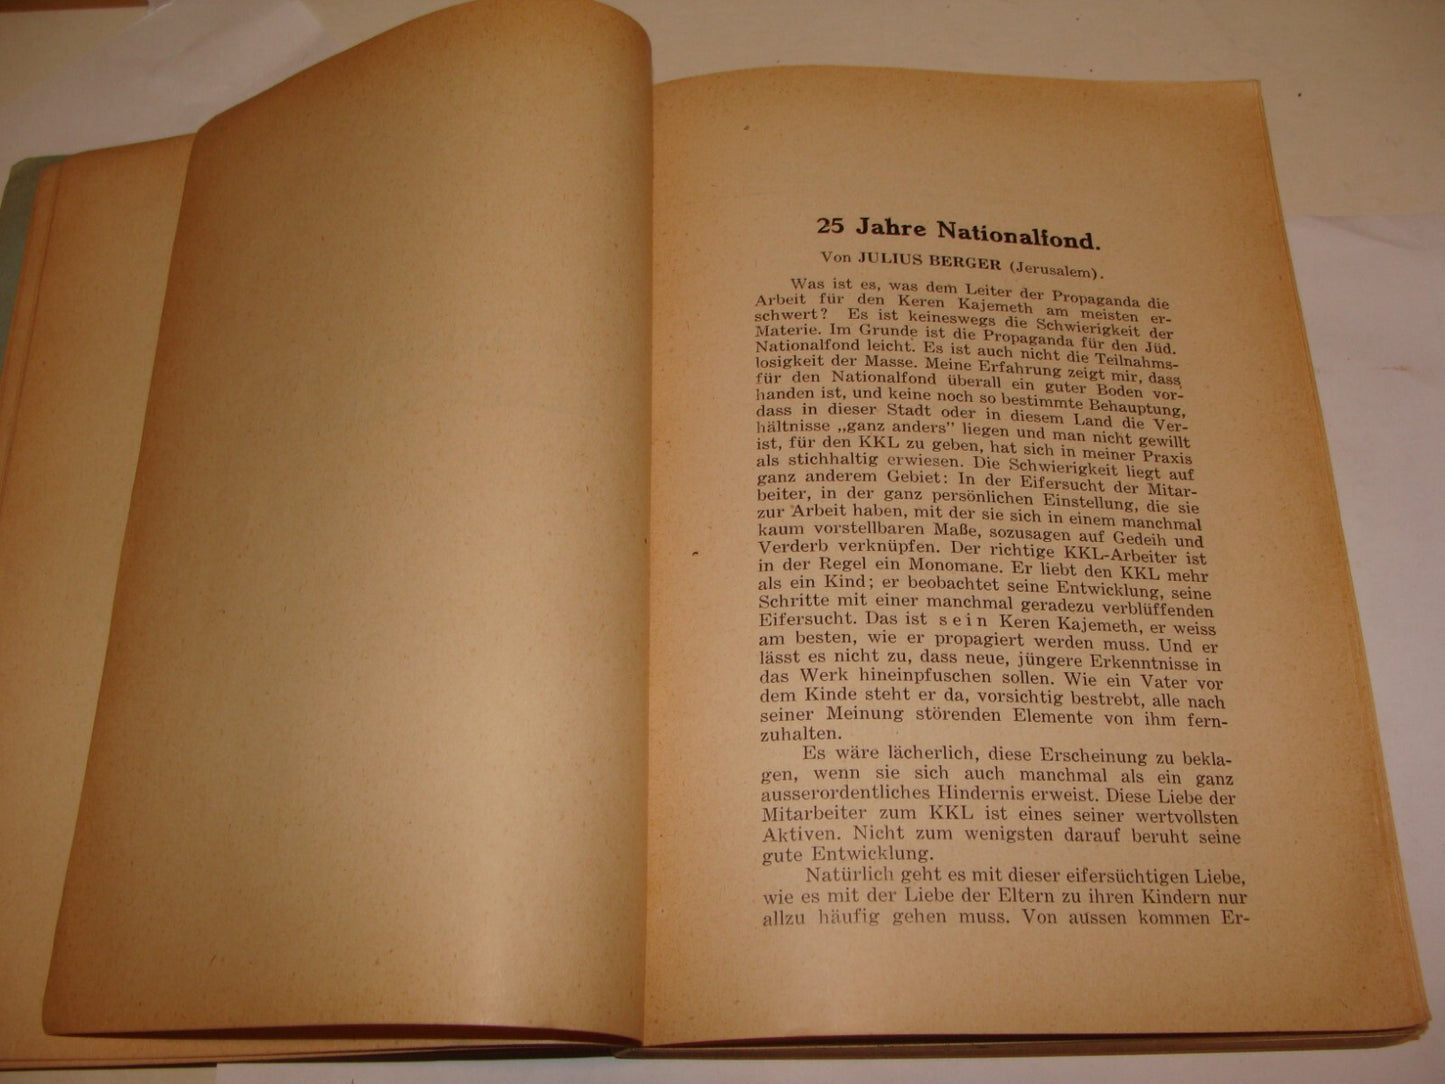 25 Jahre Nationalfond.
Von JULIUS BERGER (Jerusalem).
Was ist es, was dem Leiter der Propaganda die
Arbeit für den Keren Kajemeth am meisten er-
schwert? Es ist keineswegs die Schwierigkeit der
Materie. Im Grunde ist die Propaganda für den Jüd.
Nationalfond leicht. Es ist auch nicht die Teilnahms-
losigkeit der Masse. Meine Erfahrung zeigt mir, dass
für den Nationalfond überall ein guter Boden vor-
handen ist, und keine noch so bestimmte Behauptung,
dass in dieser Stadt oder in diesem Land die Ver-
hältnisse „ganz anders" liegen und man nicht gewillt
ist, für den KKL zu geben, hat sich in meiner Praxis
als stichhaltig erwiesen. Die Schwierigkeit liegt auf
ganz anderem Gebiet: In der Eifersucht der Mitar-
beiter, in der ganz persönlichen Einstellung, die sie
zur Arbeit haben, mit der sie sich in einem manchmal
kaum vorstellbaren Maße, sozusagen auf Gedeih und
Verderb verknüpfen. Der richtige KKL-Arbeiter ist
in der Regel ein Monomane. Er liebt den KKL mehr
als ein Kind; er beobachtet seine Entwicklung, seine
Schritte mit einer manchmal geradezu verblüffenden
Eifersucht. Das ist sein Keren Kajemeth, er weiss
am besten, wie er propagiert werden muss. Und er
lässt es nicht zu, dass neue, jüngere Erkenntnisse in
das Werk hineinpfuschen sollen. Wie ein Vater vor
dem Kinde steht er da, vorsichtig bestrebt, alle nach
seiner Meinung störenden Elemente von ihm fern-
zuhalten.
Es wäre lächerlich, diese Erscheinung zu bekla-
gen, wenn sie sich auch manchmal als ein ganz
ausserordentliches Hindernis erweist. Diese Liebe der
Mitarbeiter zum KKL ist eines seiner wertvollsten
Aktiven. Nicht zum wenigsten darauf beruht seine
gute Entwicklung.
Natürlich geht es mit dieser eifersüchtigen Liebe,
wie es mit der Liebe der Eltern zu ihren Kindern nur
allzu häufig gehen muss. Von aussen kommen Er-